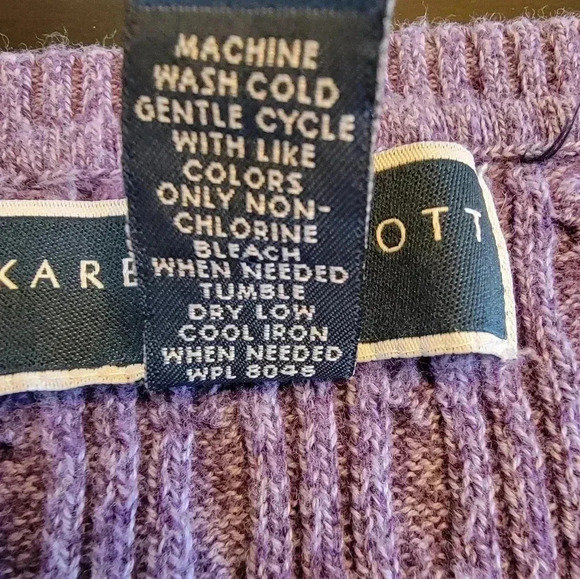 MACHINE
WASH COLD
GENTLE CYCLE
WITH LIKE
COLORS
ONLY NON-
CHLORINE
BLEACH
WHEN NEEDED
TUMBLE
DRY LOW
COOL IRON
WHEN NEEDED
WPL 8048
KARE OTT